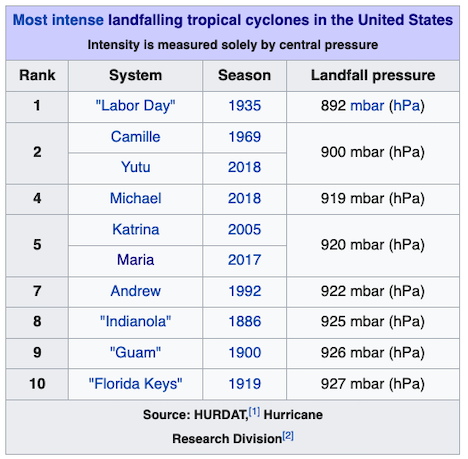 Most intense landfalling tropical cyclones in the United States
Intensity is measured solely by central pressure
Rank System Season Landfall pressure
1 "Labor Day" 1935 892 mbar (hPa)
2 Camille 1969 900 mbar (hPa)
Yutu 2018
4 Michael 2018 919 mbar (hPa)
5 Katrina 2005 920 mbar (hPa)
Maria 2017
7 Andrew 1992 922 mbar (hPa)
8 "Indianola" 1886 925 mbar (hPa)
9 "Guam" 1900 926 mbar (hPa)
10 "Florida Keys" 1919 927 mbar (hPa)
Source: HURDAT,[1] Hurricane
Research Division[2]